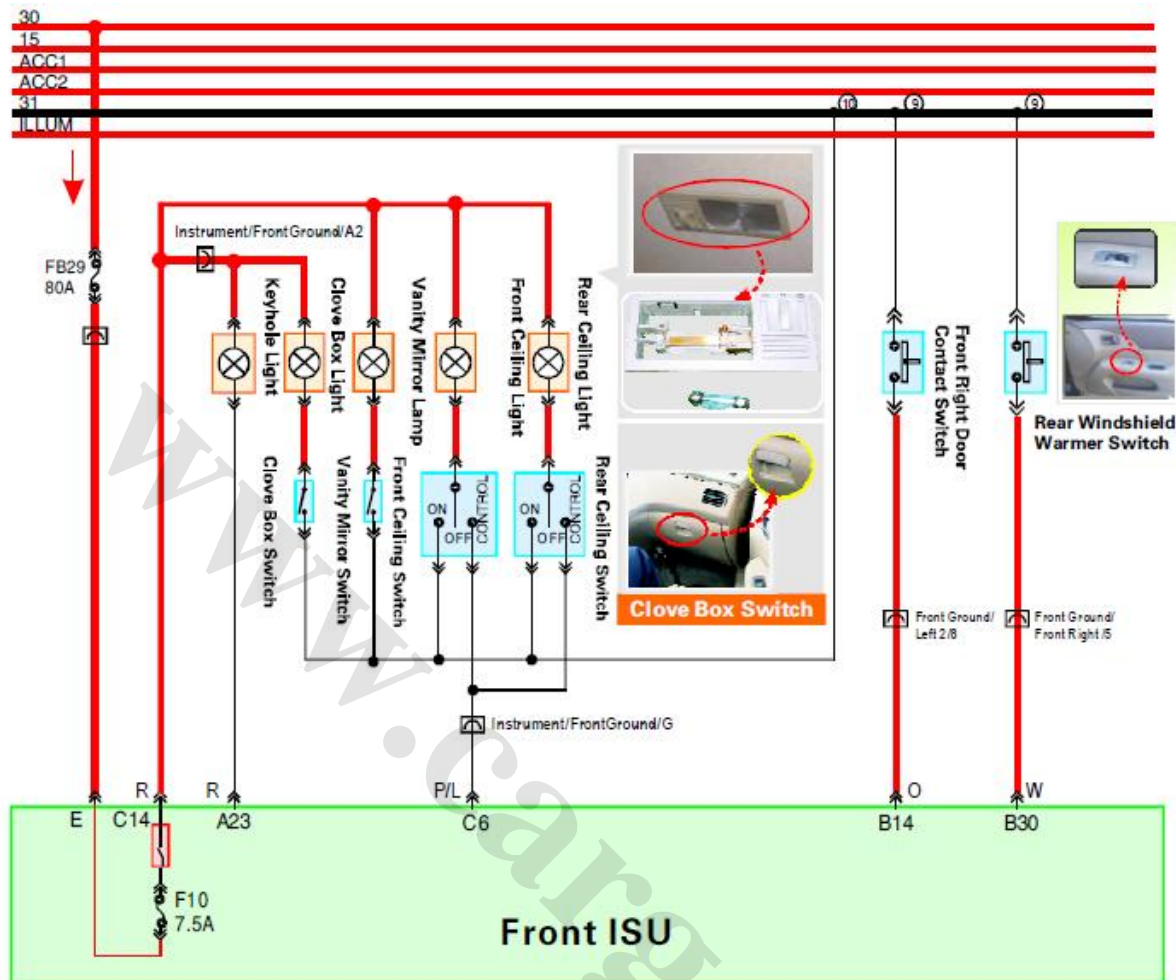 30
15
ACC1
ACC2
31
ILLUM
10
9
9
Instrument/FrontGround/A2
FB29
80A
Keyhole Light
Clove Box Light
Vanity Mirror Lamp
Front Ceiling Light
Rear Ceiling Light
Clove Box Switch
Vanity Mirror Switch
Front Ceiling Switch
Rear Ceiling Switch
ON
OFF
CONTROL
ON
OFF
CONTROL
Clove Box Switch
Front Right Door
Contact Switch
Rear Windshield
Warmer Switch
Front Ground/
Left 2/8
Front Ground/
Front Right /5
Instrument/FrontGround/G
R
R
P/L
O
W
E
C14
A23
C6
B14
B30
F10
7.5A
Front ISU
www.carg